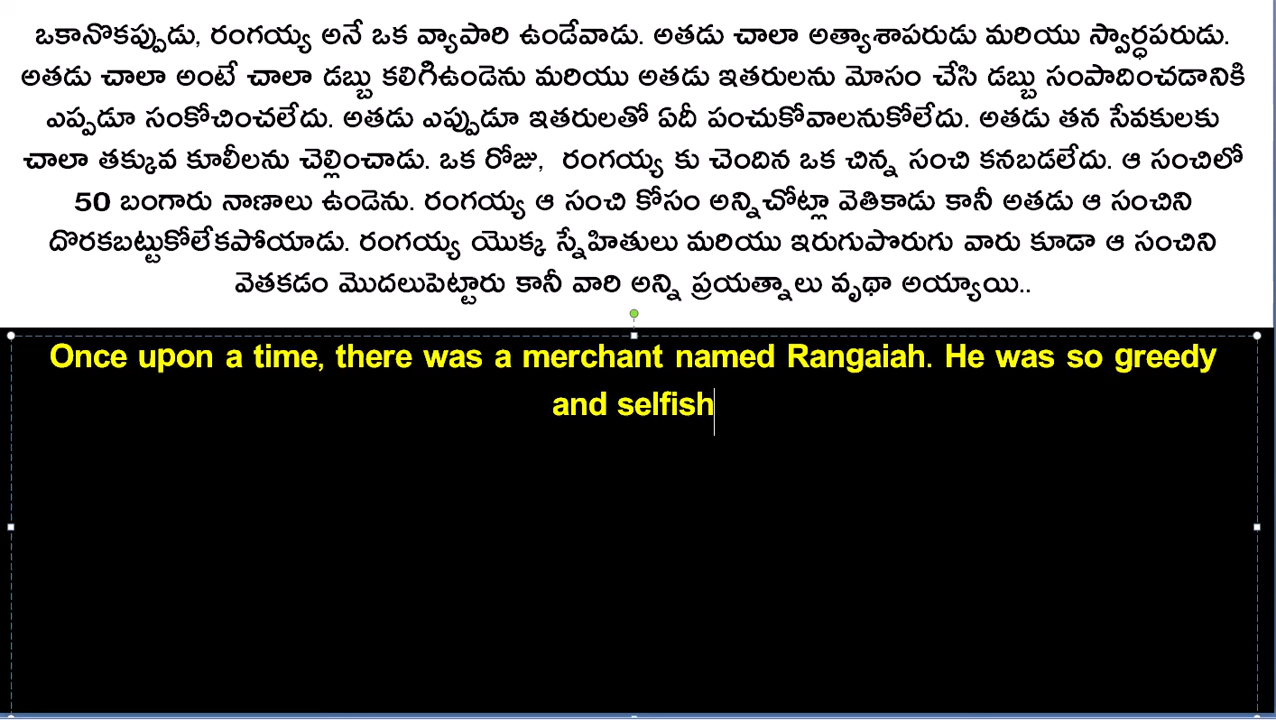 ఒకానొకప్పుడు, రంగయ్య అనే ఒక వ్యాపారి ఉండేవాడు. అతడు చాలా అత్యాశాపరుడు మరియు స్వార్ధపరుడు.
అతడు చాలా అంటే చాలా డబ్బు కలిగిఉండెను మరియు అతడు ఇతరులను మోసం చేసి డబ్బు సంపాదించడానికి
ఎప్పడూ సంకోచించలేదు. అతడు ఎప్పుడూ ఇతరులతో ఏదీ పంచుకోవాలనుకోలేదు. అతడు తన సేవకులకు
చాలా తక్కువ కూలీలను చెల్లించాడు. ఒక రోజు, రంగయ్య కు చెందిన ఒక చిన్న సంచి కనబడలేదు. ఆ సంచిలో
50 బంగారు నాణాలు ఉండెను. రంగయ్య ఆ సంచి కోసం అన్నిచోట్లా వెతికాడు కానీ అతడు ఆ సంచిని
దొరకబట్టుకోలేకపోయాడు. రంగయ్య యొక్క స్నేహితులు మరియు ఇరుగుపొరుగు వారు కూడా ఆ సంచిని
వెతకడం మొదలుపెట్టారు కానీ వారి అన్ని ప్రయత్నాలు వృథా అయ్యాయి..
Once upon a time, there was a merchant named Rangaiah. He was so greedy
and selfish